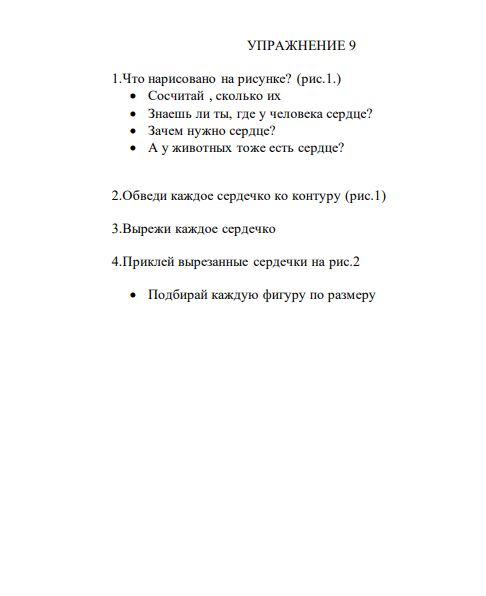 УПРАЖНЕНИЕ 9
1.Что нарисовано на рисунке? (рис.1.)
• Сосчитай , сколько их
• Знаешь ли ты, где у человека сердце?
• Зачем нужно сердце?
• А у животных тоже есть сердце?
2.Обведи каждое сердечко ко контуру (рис.1)
3.Вырежи каждое сердечко
4.Приклей вырезанные сердечки на рис.2
• Подбирай каждую фигуру по размеру